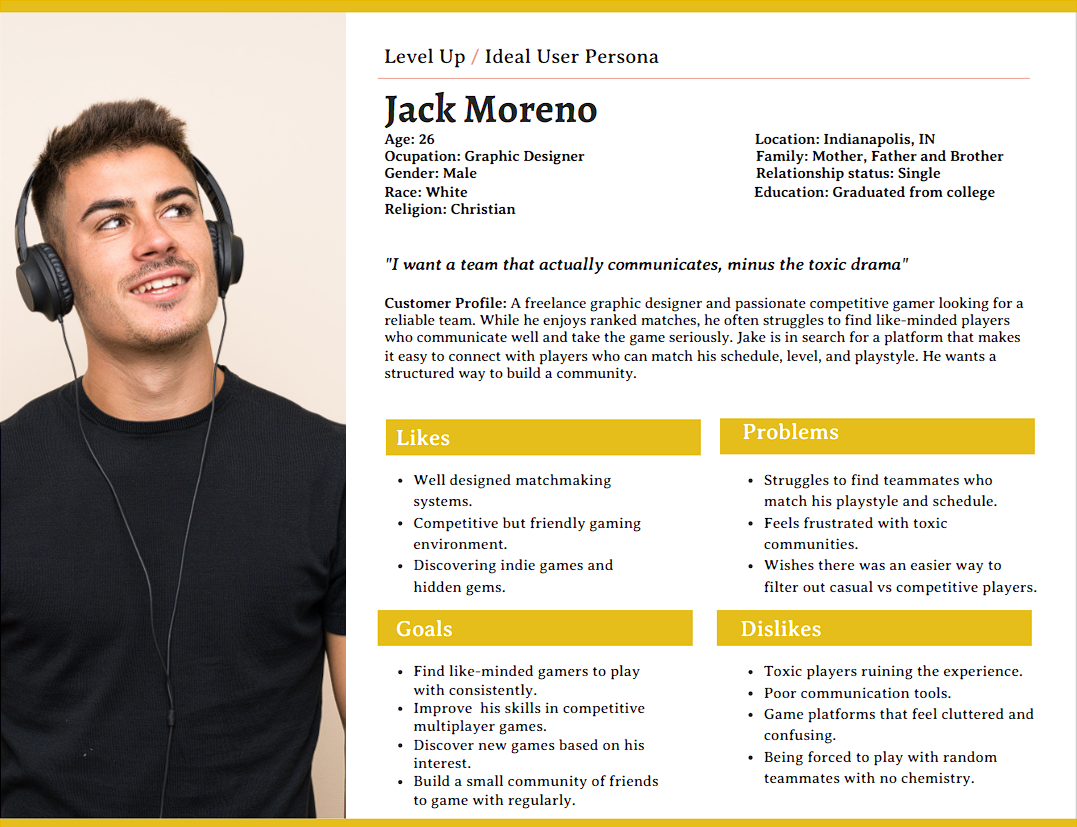 Level Up / Ideal User Persona
Jack Moreno
Age: 26
Ocupation: Graphic Designer
Gender: Male
Race: White
Religion: Christian
Location: Indianapolis, IN
Family: Mother, Father and Brother
Relationship status: Single
Education: Graduated from college
"I want a team that actually communicates, minus the toxic drama"
Customer Profile: A freelance graphic designer and passionate competitive gamer looking for a
reliable team. While he enjoys ranked matches, he often struggles to find like-minded players
who communicate well and take the game seriously. Jake is in search for a platform that makes
it easy to connect with players who can match his schedule, level, and playstyle. He wants a
structured way to build a community.
Likes
• Well designed matchmaking
systems.
• Competitive but friendly gaming
environment.
• Discovering indie games and
hidden gems.
Problems
• Struggles to find teammates who
match his playstyle and schedule.
• Feels frustrated with toxic
communities.
• Wishes there was an easier way to
filter out casual vs competitive players.
Goals
• Find like-minded gamers to play
with consistently.
• Improve  his skills in competitive
multiplayer games.
• Discover new games based on his
interest.
• Build a small community of friends
to game with regularly.
Dislikes
• Toxic players ruining the experience.
• Poor communication tools.
• Game platforms that feel cluttered and
confusing.
• Being forced to play with random
teammates with no chemistry.